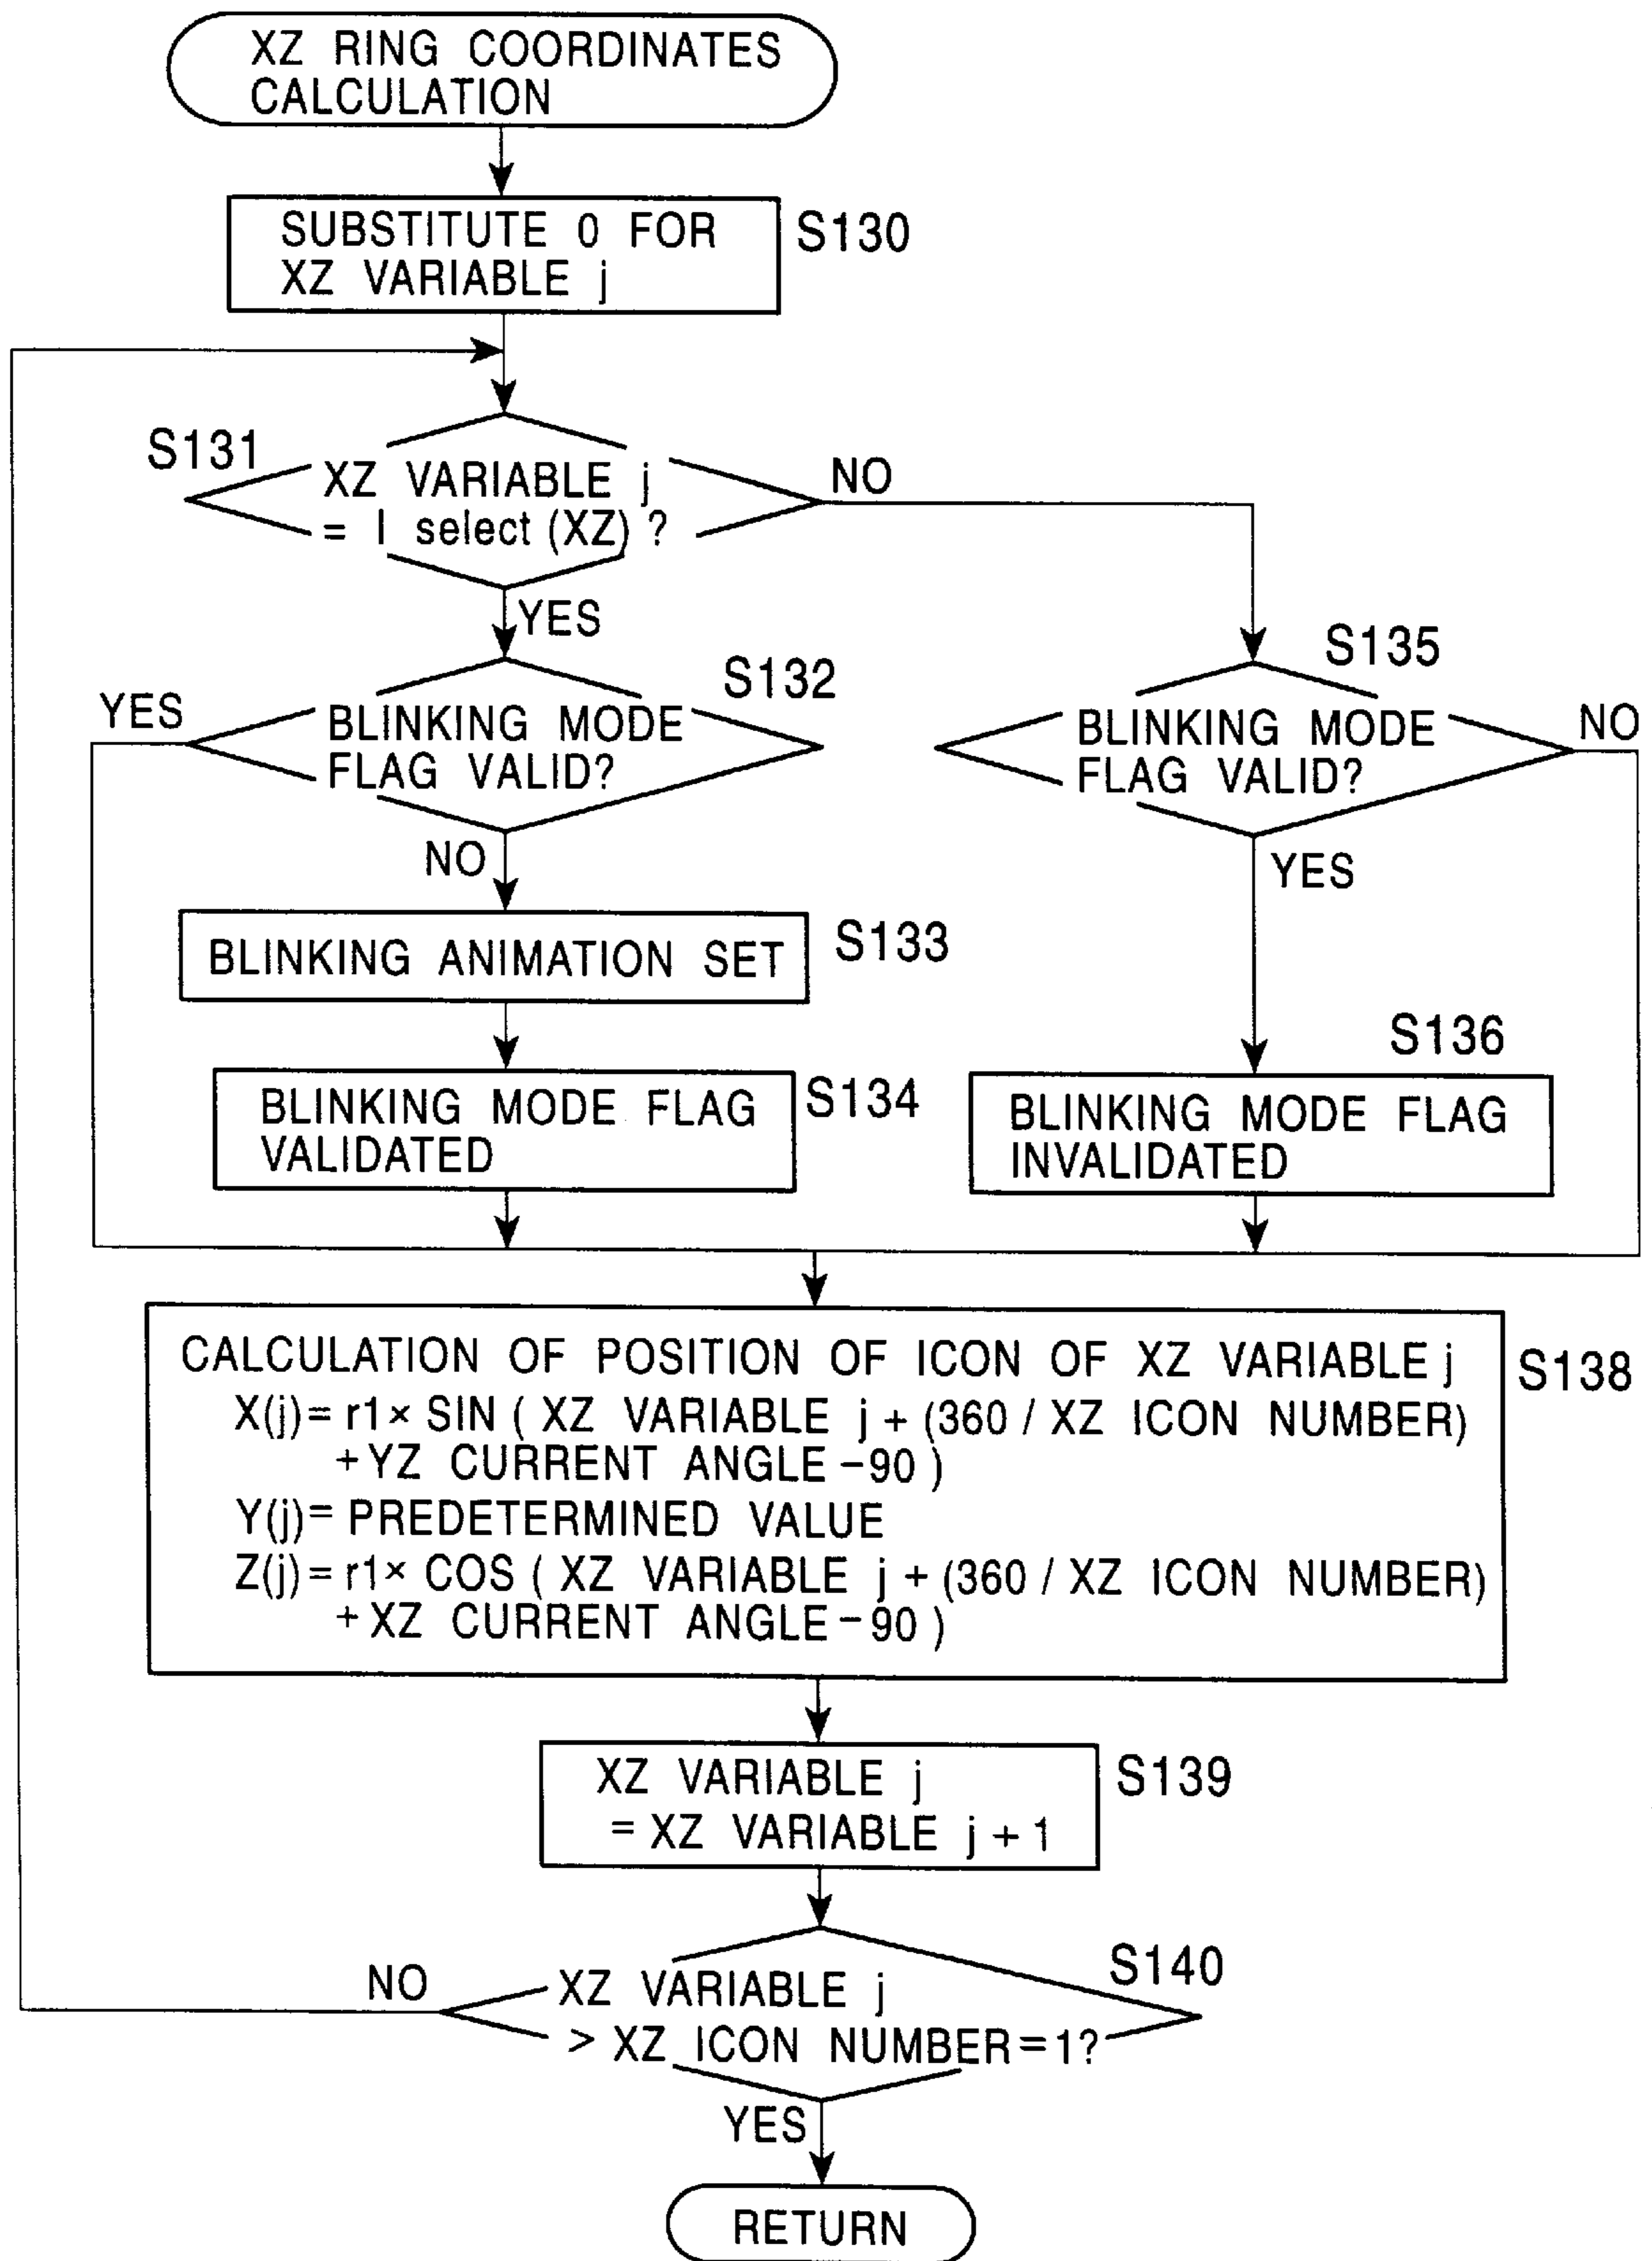 XZ RING COORDINATES
CALCULATION
SUBSTITUTE 0 FOR
XZ VARIABLE j
S130
S131
XZ VARIABLE j
= I select (XZ) ?
NO
YES
S132
YES
BLINKING MODE
FLAG VALID?
NO
S135
BLINKING MODE
FLAG VALID?
NO
YES
BLINKING ANIMATION SET
S133
BLINKING MODE FLAG
VALIDATED
S134
S136
BLINKING MODE FLAG
INVALIDATED
CALCULATION OF POSITION OF ICON OF XZ VARIABLE j
X(j)= r1× SIN ( XZ VARIABLE j + (360 / XZ ICON NUMBER)
+YZ CURRENT ANGLE −90 )
Y(j)= PREDETERMINED VALUE
Z(j)= r1× COS ( XZ VARIABLE j + (360 / XZ ICON NUMBER)
+XZ CURRENT ANGLE −90 )
S138
XZ VARIABLE j
= XZ VARIABLE j + 1
S139
S140
NO
XZ VARIABLE j
> XZ ICON NUMBER=1?
YES
RETURN